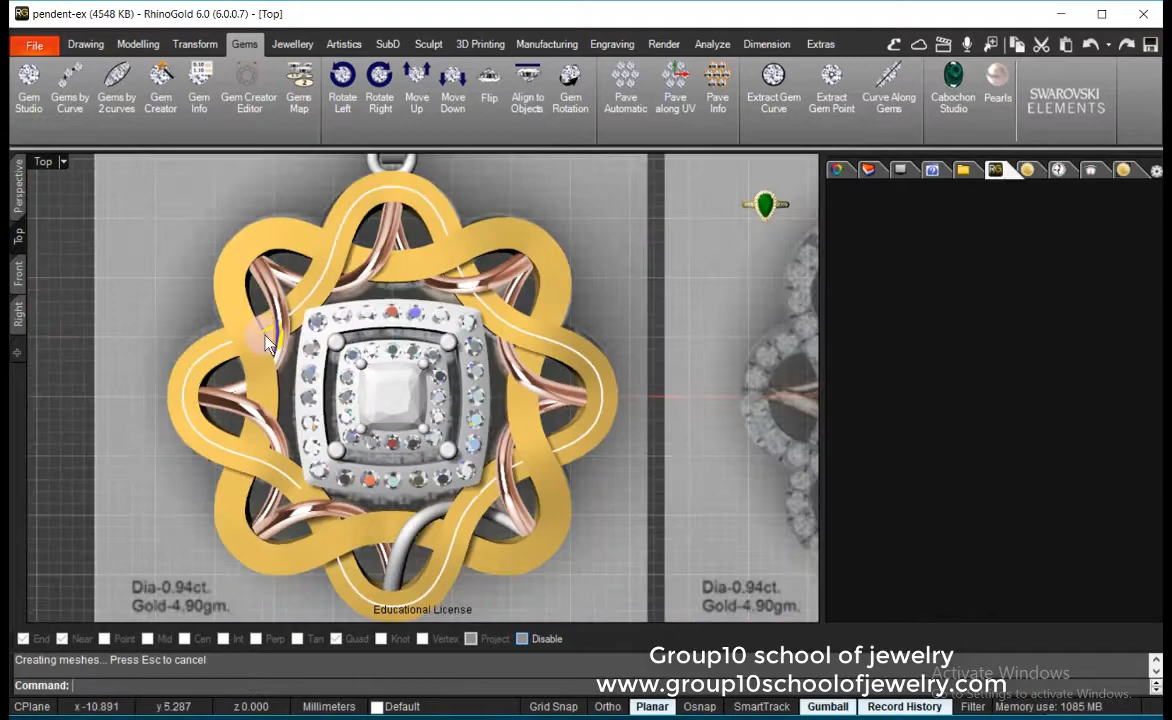 pendent-ex (4548 KB) - RhinoGold 6.0 (6.0.0.7) - [Top]
File Drawing Modelling Transform Gems Jewellery Artistics SubD Sculpt 3D Printing Manufacturing Engraving Render Analyze Dimension Extras
Gem Studio Gems by Curve Gems by 2 curves Gem Creator Gem Info Gem Creator Editor Gems Map Rotate Left Rotate Right Move Up Move Down Flip Align to Objects Gem Rotation Pave Automatic Pave along UV Pave Info Extract Gem Curve Extract Gem Point Curve Along Gems Cabochon Studio Pearls SWAROVSKI ELEMENTS
Top
Perspective
Top
Front
Right
RG
Dia-0.94ct.
Gold-4.90gm.
Dia-0.94ct.
Gold-4.90gm.
Educational License
End Near Point Mid Cen Int Perp Tan Quad Knot Vertex Project Disable
Creating meshes... Press Esc to cancel
Command:
Group10 school of jewelry
www.group10schoolofjewelry.com
Activate Windows
Go to Settings to activate Windows.
CPlane x -10.891 y 5.287 z 0.000 Millimeters Default Grid Snap Ortho Planar Osnap SmartTrack Gumball Record History Filter Memory use: 1085 MB